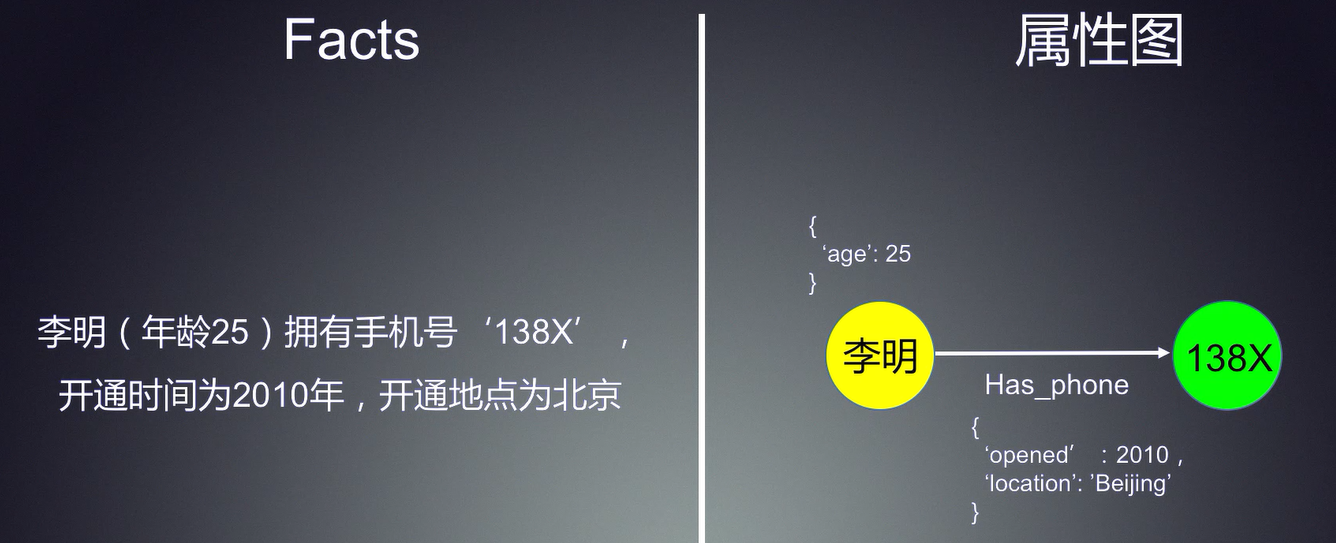 Facts
李明（年龄25）拥有手机号‘138X’，
开通时间为2010年，开通地点为北京
属性图
{
‘age’: 25
}
李明
138X
Has_phone
{
‘opened’ : 2010，
‘location’: ’Beijing’
}